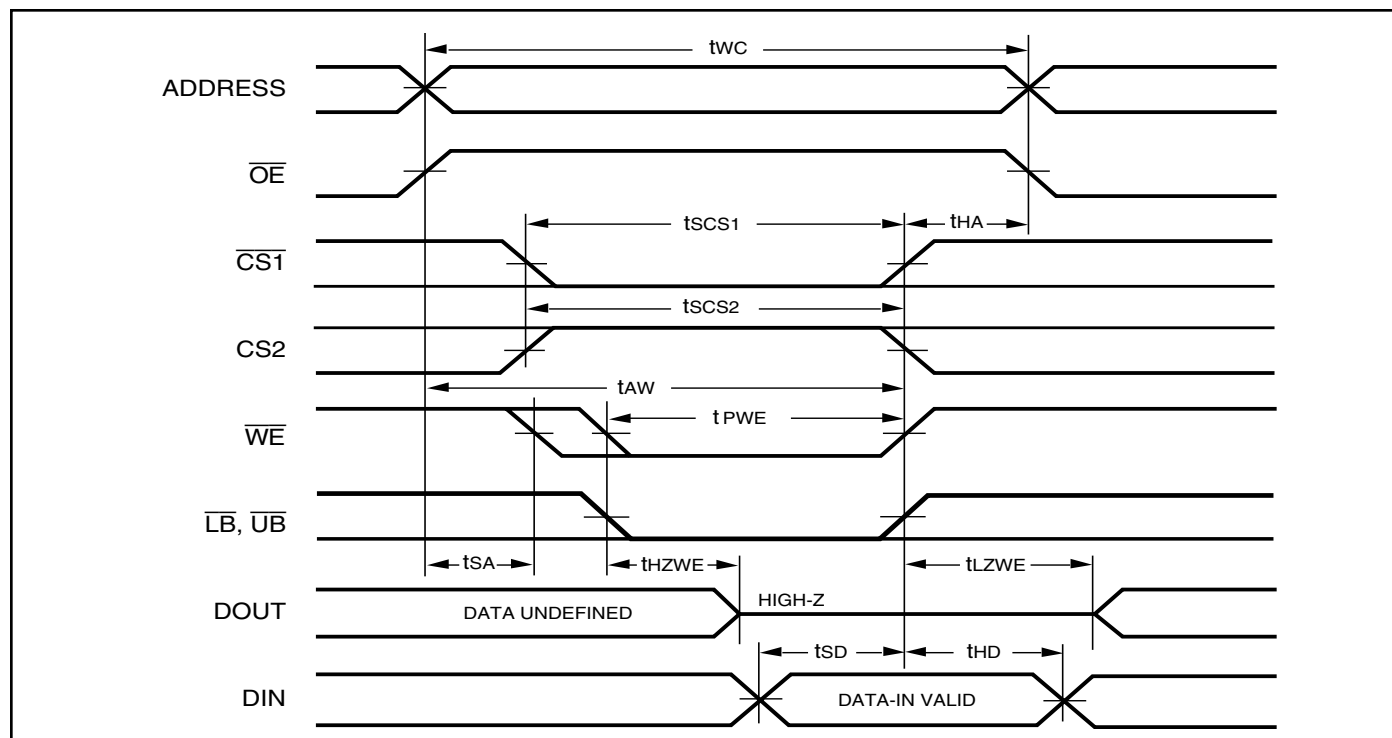 tWC
ADDRESS
OE
tSCS1
tHA
CS1
tSCS2
CS2
tAW
tPWE
WE
LB, UB
tSA
tHZWE
tLZWE
DOUT
DATA UNDEFINED
HIGH-Z
tSD
tHD
DIN
DATA-IN VALID